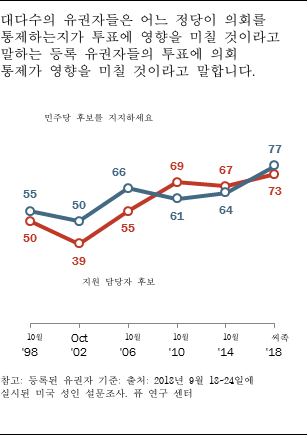 대다수의 유권자들은 어느 정당이 의회를
통제하는지가 투표에 영향을 미칠 것이라고
말하는 등록 유권자들의 투표에 의회
통제가 영향을 미칠 것이라고 말합니다.
민주당 후보를 지지하세요
55 50 66 69 67 77
50 39 55 61 64 73
지원 담당자 후보
10월 Oct 10월 10월 10월 써족
'98 '02 '06 '10 '14 '18
참고: 등록된 유권자 기준: 출처: 2018년 9월 18-24일에
실시된 미국 성인 설문조사. 퓨 연구 센터